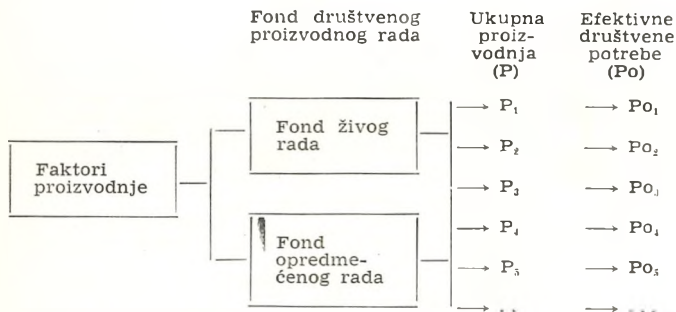 Fond društvenog
proizvodnog rada
Ukupna
proiz-
vodnja
(P)
Efektivne
društvene
potrebe
(Po)
Faktori
proizvodnje
Fond živog
rada
Fond
opredme-
ćenog rada
→ P₁ → Po₁
→ P₂ → Po₂
→ P₃ → Po₃
→ P₄ → Po₄
→ P₅ → Po₅